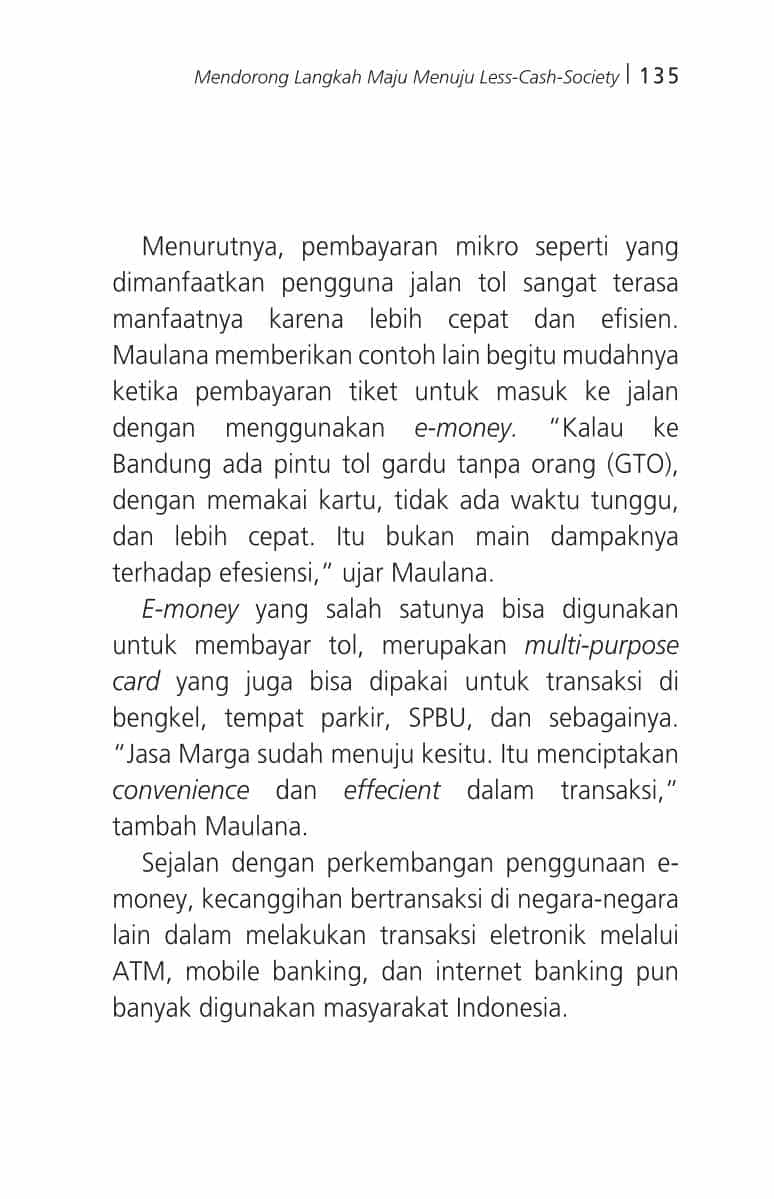 Mendorong Langkah Maju Menuju Less-Cash-Society | 135
Menurutnya, pembayaran mikro seperti yang
dimanfaatkan pengguna jalan tol sangat terasa
manfaatnya karena lebih cepat dan efisien.
Maulana memberikan contoh lain begitu mudahnya
ketika pembayaran tiket untuk masuk ke jalan
dengan menggunakan e-money. “Kalau ke
Bandung ada pintu tol gardu tanpa orang (GTO),
dengan memakai kartu, tidak ada waktu tunggu,
dan lebih cepat. Itu bukan main dampaknya
terhadap efesiensi,” ujar Maulana.
E-money yang salah satunya bisa digunakan
untuk membayar tol, merupakan multi-purpose
card yang juga bisa dipakai untuk transaksi di
bengkel, tempat parkir, SPBU, dan sebagainya.
“Jasa Marga sudah menuju kesitu. Itu menciptakan
convenience dan effecient dalam transaksi,”
tambah Maulana.
Sejalan dengan perkembangan penggunaan e-
money, kecanggihan bertransaksi di negara-negara
lain dalam melakukan transaksi eletronik melalui
ATM, mobile banking, dan internet banking pun
banyak digunakan masyarakat Indonesia.